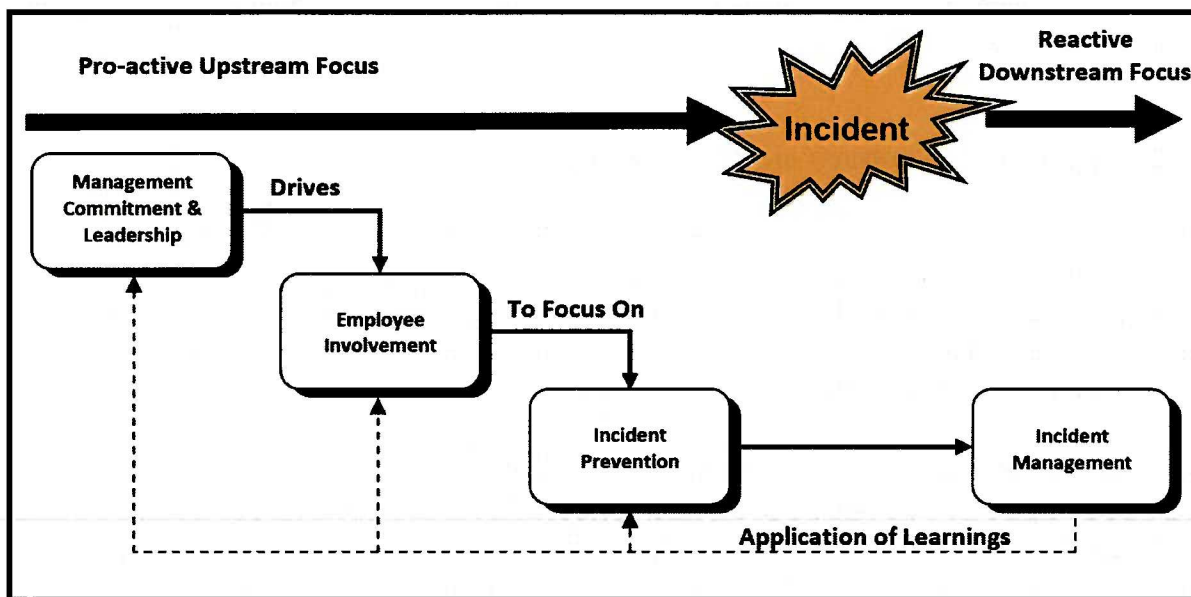 Pro-active Upstream Focus
Reactive
Downstream Focus
Incident
Management
Commitment &
Leadership
Drives
Employee
Involvement
To Focus On
Incident
Prevention
Incident
Management
Application of Learnings